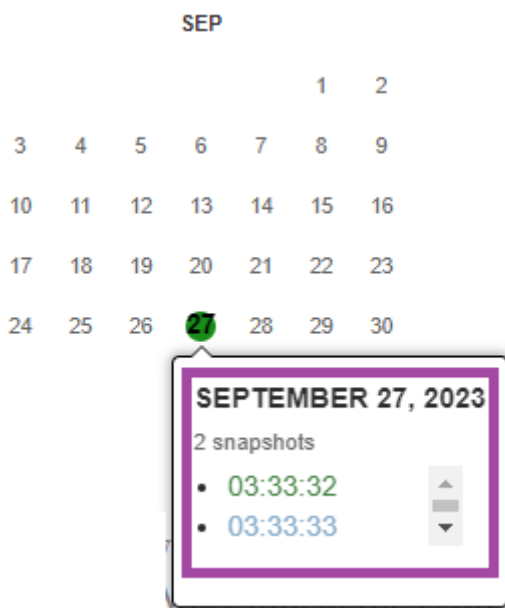 SEP
1 2
3 4 5 6 7 8 9
10 11 12 13 14 15 16
17 18 19 20 21 22 23
24 25 26 27 28 29 30
SEPTEMBER 27, 2023
2 snapshots
• 03:33:32
• 03:33:33